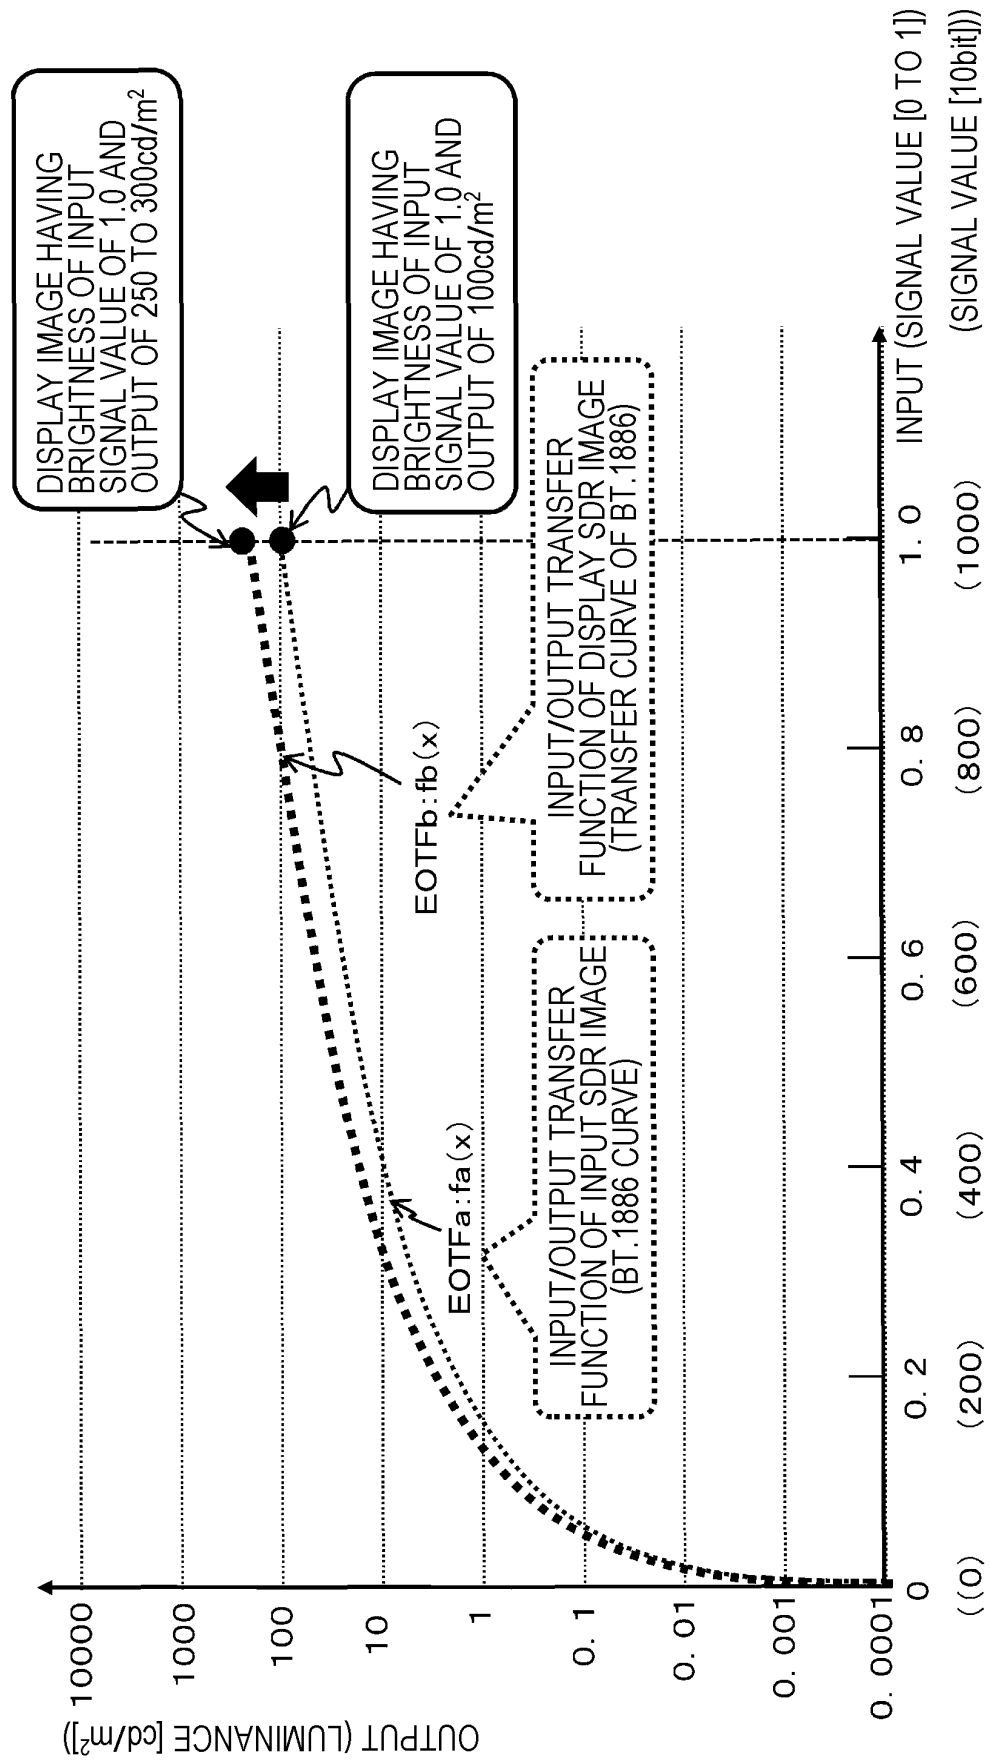 OUTPUT (LUMINANCE [cd/m²])
10000
1000
100
10
1
0. 1
0. 01
0. 001
0. 0001
DISPLAY IMAGE HAVING
BRIGHTNESS OF INPUT
SIGNAL VALUE OF 1.0 AND
OUTPUT OF 250 TO 300cd/m²
DISPLAY IMAGE HAVING
BRIGHTNESS OF INPUT
SIGNAL VALUE OF 1.0 AND
OUTPUT OF 100cd/m²
EOTFb:fb(x)
EOTFa:fa(x)
INPUT/OUTPUT TRANSFER
FUNCTION OF INPUT SDR IMAGE
(BT.1886 CURVE)
INPUT/OUTPUT TRANSFER
FUNCTION OF DISPLAY SDR IMAGE
(TRANSFER CURVE OF BT.1886)
0 0. 2 0. 4 0. 6 0. 8 1. 0 INPUT (SIGNAL VALUE [0 TO 1]
((0) (200) (400) (600) (800) (1000) (SIGNAL VALUE [10bit]))